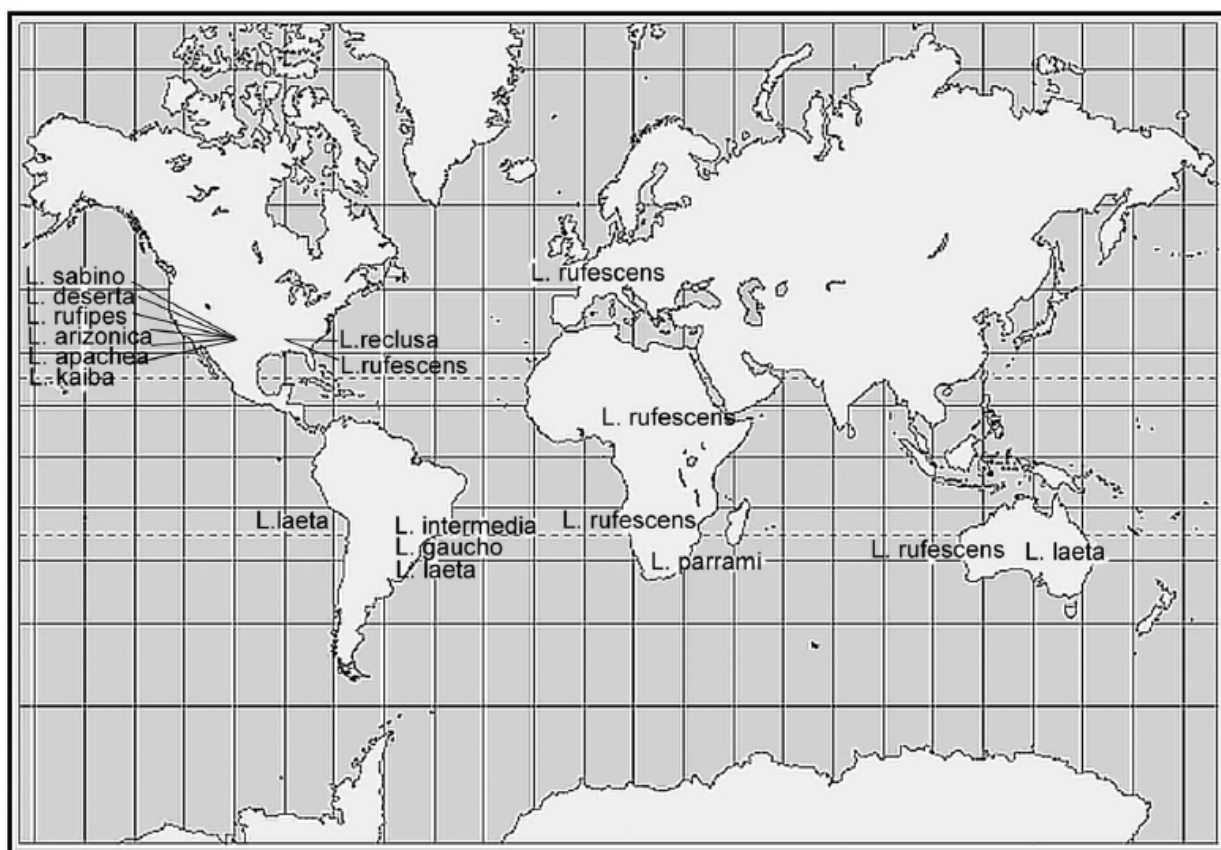 L. sabino
L. deserta
L. rufipes
L. arizonica
L. apachea
L. kaiba
L.reclusa
L.rufescens
L. rufescens
L. rufescens
L.laeta
L. intermedia
L. gaucho
L. laeta
L. rufescens
L. parrami
L. rufescens
L. laeta